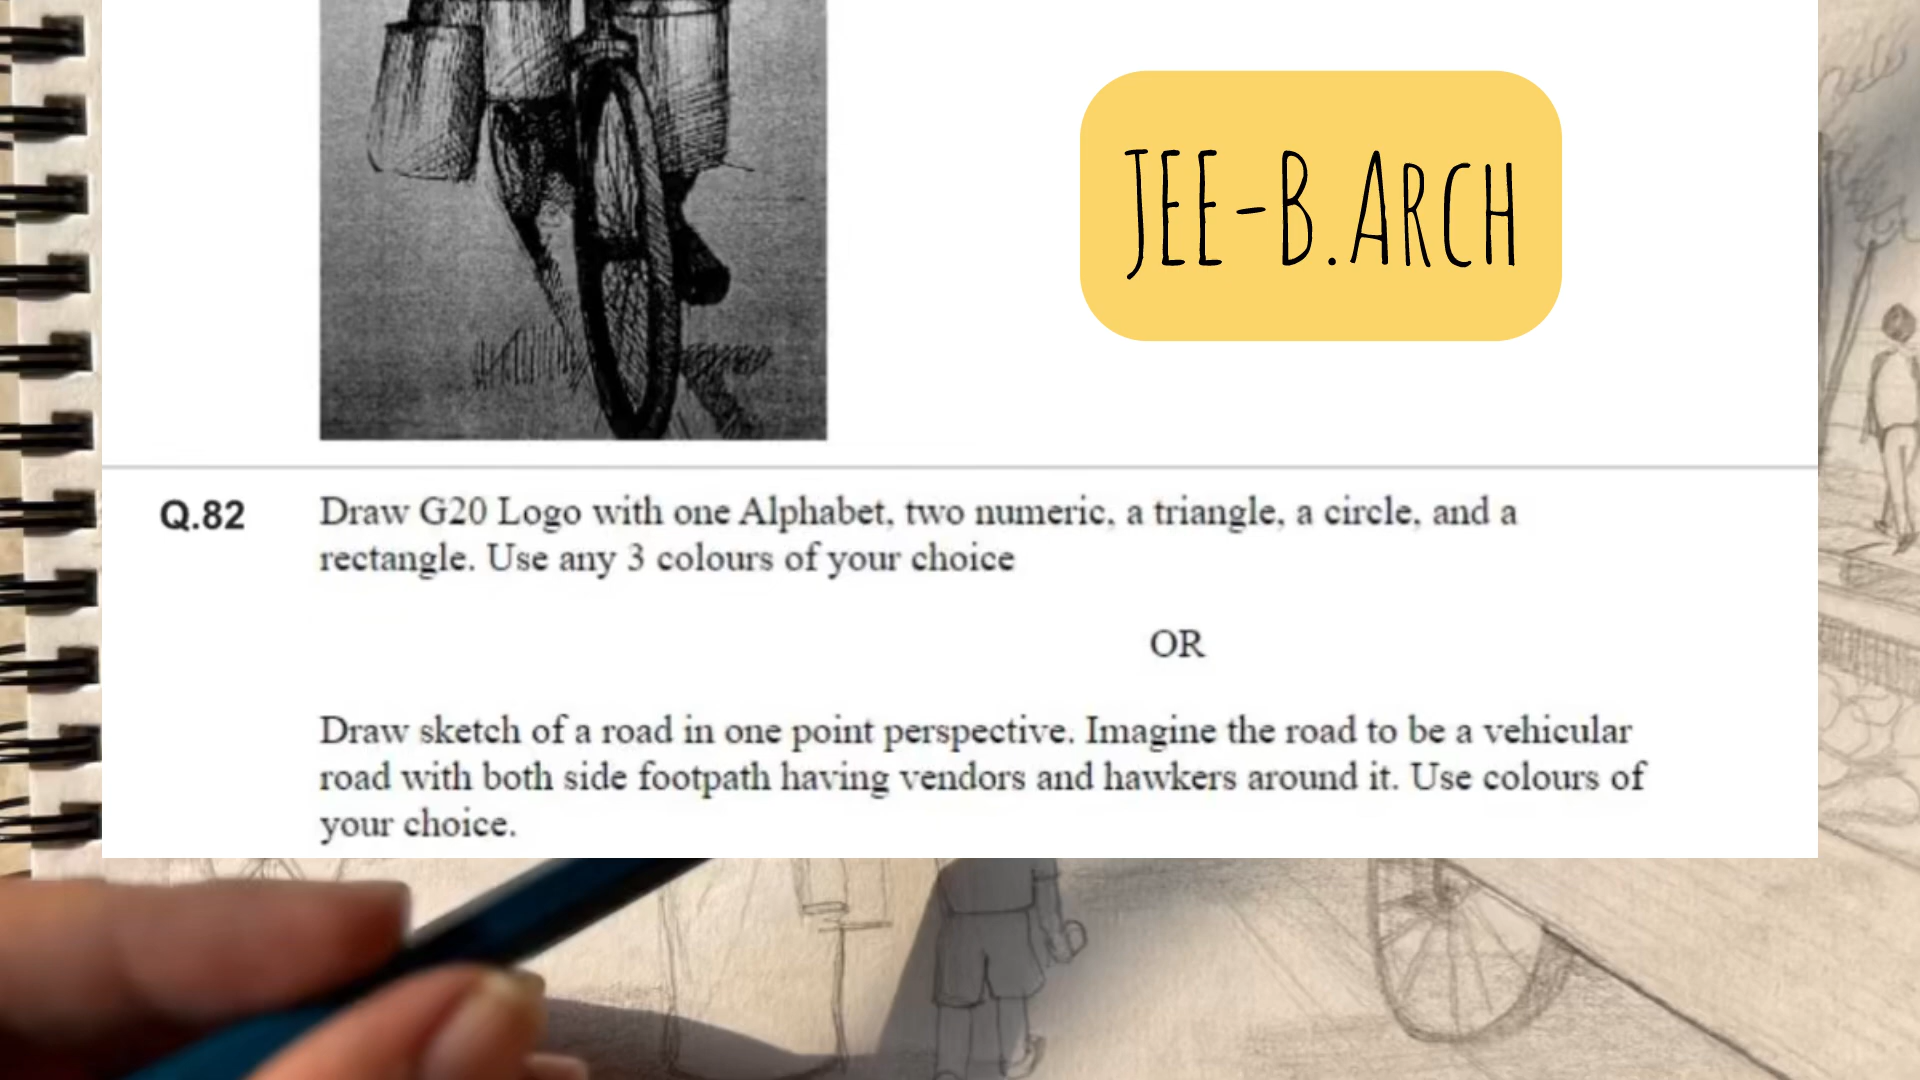 JEE-B.ARCH
Q.82 Draw G20 Logo with one Alphabet, two numeric, a triangle, a circle, and a
rectangle. Use any 3 colours of your choice
OR
Draw sketch of a road in one point perspective. Imagine the road to be a vehicular
road with both side footpath having vendors and hawkers around it. Use colours of
your choice.